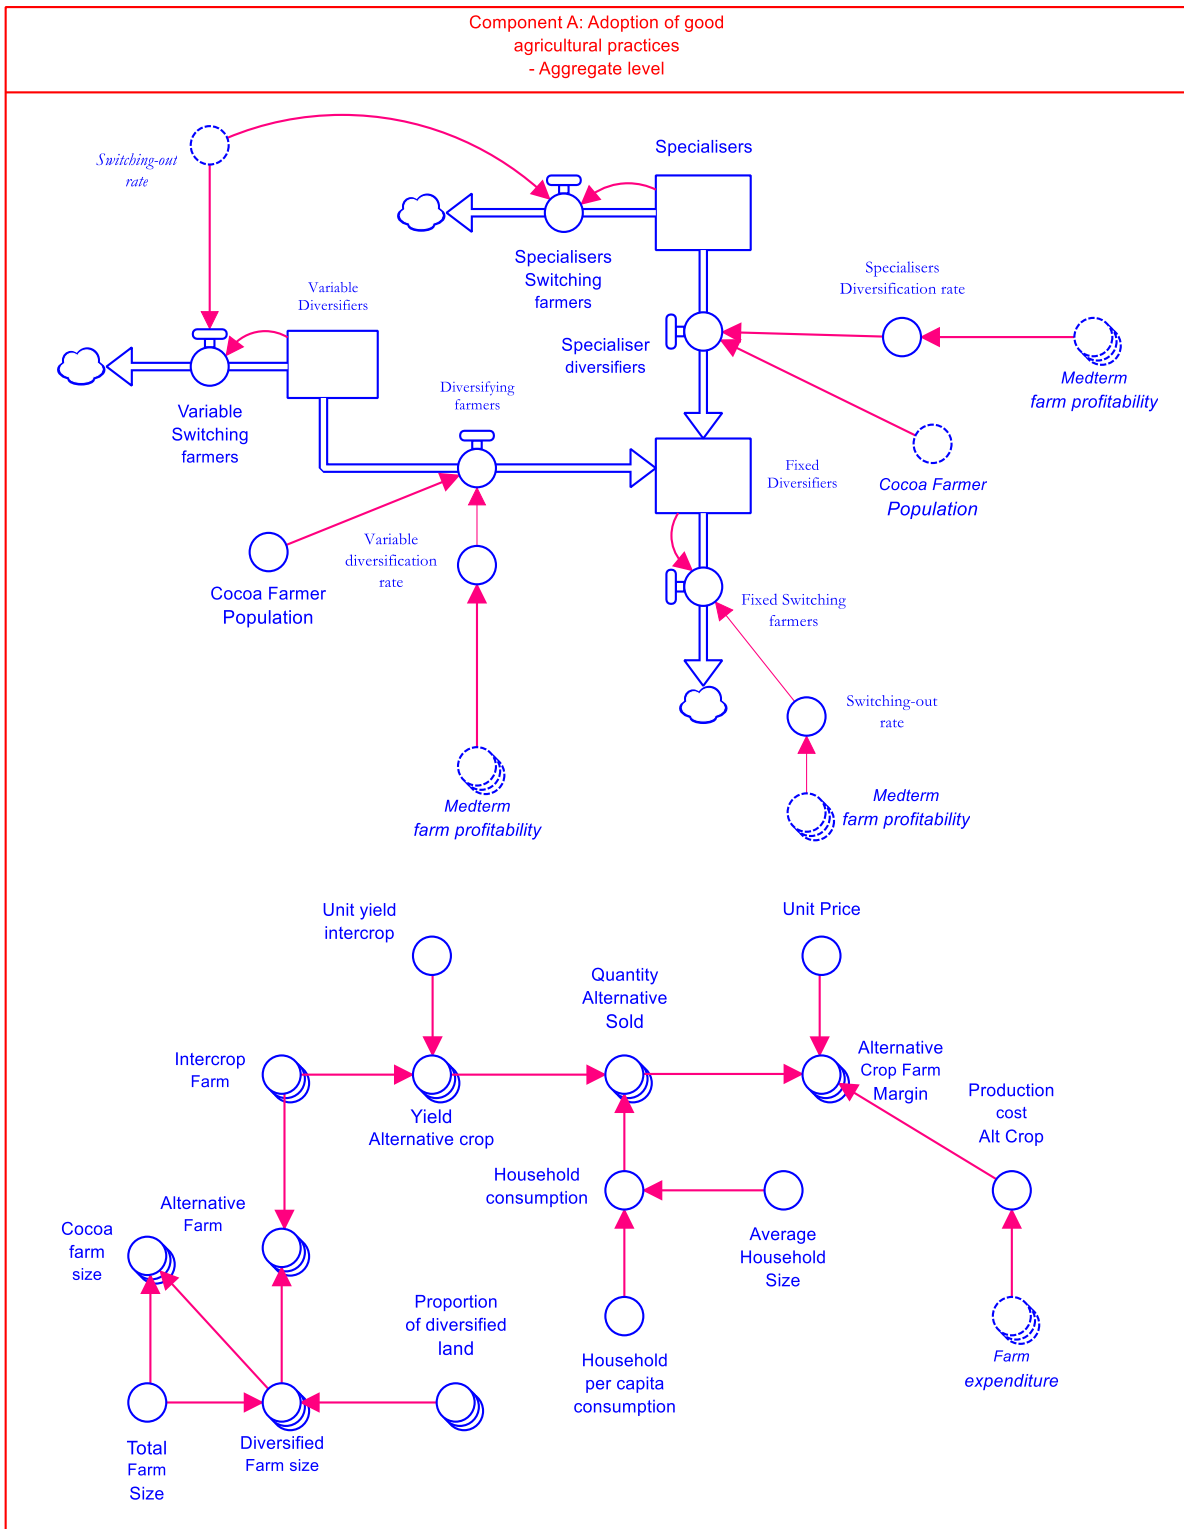 Component A: Adoption of good
agricultural practices
- Aggregate level
Switching-out
rate
Specialisers
Specialisers
Switching
farmers
Specialisers
Diversification rate
Variable
Diversifiers
Specialiser
diversifiers
Medterm
farm profitability
Variable
Switching
farmers
Diversifying
farmers
Fixed
Diversifiers
Cocoa Farmer
Population
Variable
diversification
rate
Cocoa Farmer
Population
Fixed Switching
farmers
Switching-out
rate
Medterm
farm profitability
Medterm
farm profitability
Unit yield
intercrop
Unit Price
Quantity
Alternative
Sold
Intercrop
Farm
Alternative
Crop Farm
Margin
Production
cost
Alt Crop
Yield
Alternative crop
Household
consumption
Alternative
Farm
Cocoa
farm
size
Average
Household
Size
Proportion
of diversified
land
Household
per capita
consumption
Farm
expenditure
Total
Farm
Size
Diversified
Farm size